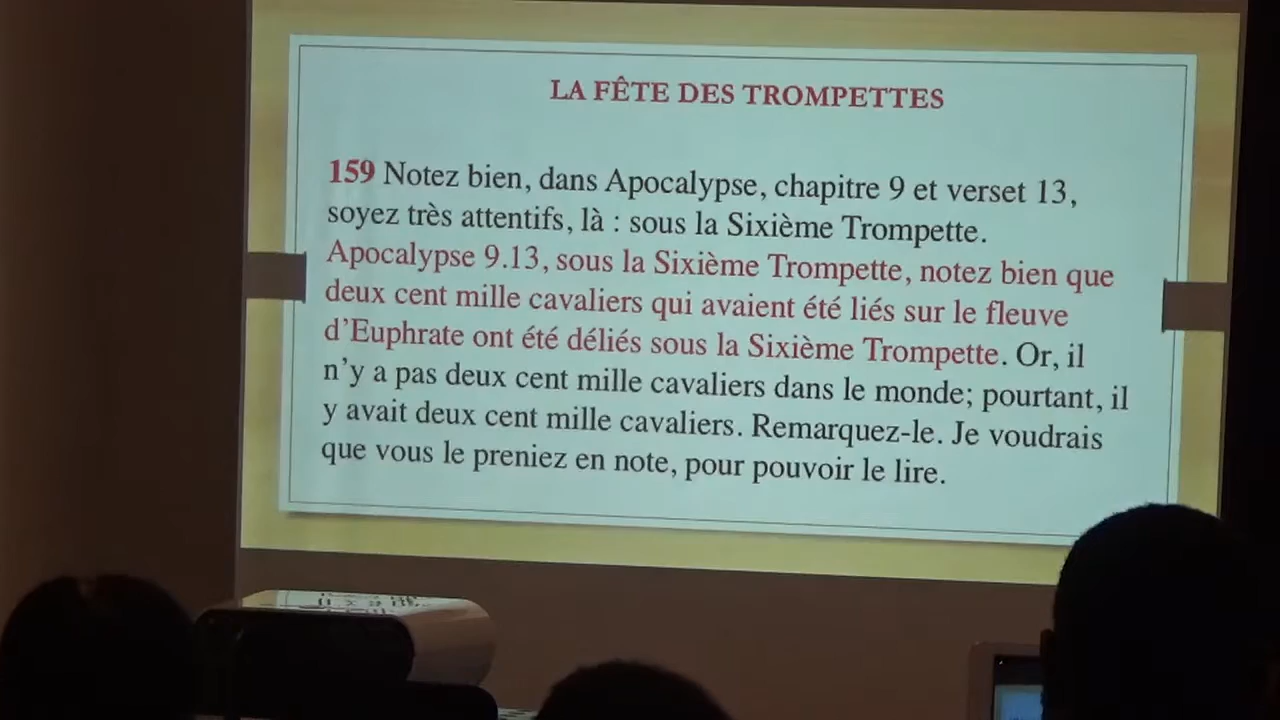 LA FÊTE DES TROMPETTES
159 Notez bien, dans Apocalypse, chapitre 9 et verset 13,
soyez très attentifs, là : sous la Sixième Trompette.
Apocalypse 9.13, sous la Sixième Trompette, notez bien que
deux cent mille cavaliers qui avaient été liés sur le fleuve
d’Euphrate ont été déliés sous la Sixième Trompette. Or, il
n’y a pas deux cent mille cavaliers dans le monde; pourtant, il
y avait deux cent mille cavaliers. Remarquez-le. Je voudrais
que vous le preniez en note, pour pouvoir le lire.